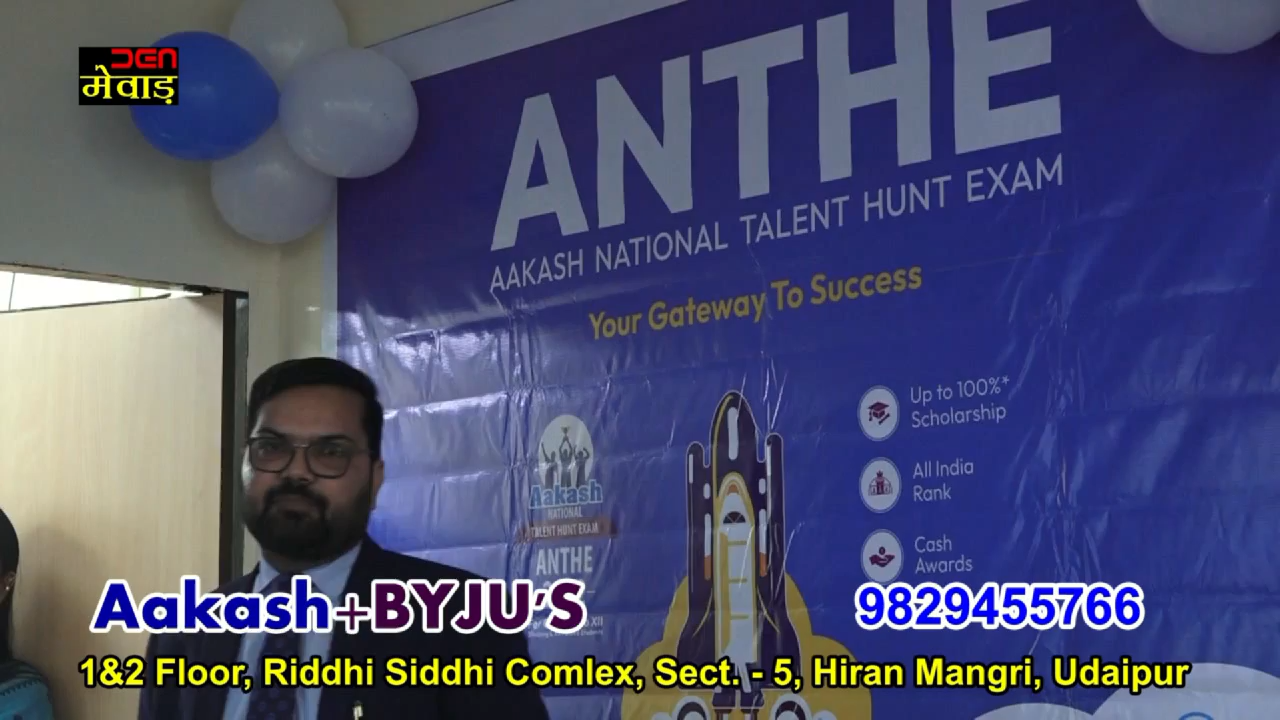 DEN
मेवाड़
ANTHE
AAKASH NATIONAL TALENT HUNT EXAM
Your Gateway To Success
Up to 100%*
Scholarship
All India
Rank
Cash
Awards
Aakash
NATIONAL
TALENT HUNT EXAM
ANTHE
XII
Aakash+BYJU'S
9829455766
1&2 Floor, Riddhi Siddhi Comlex, Sect. - 5, Hiran Mangri, Udaipur